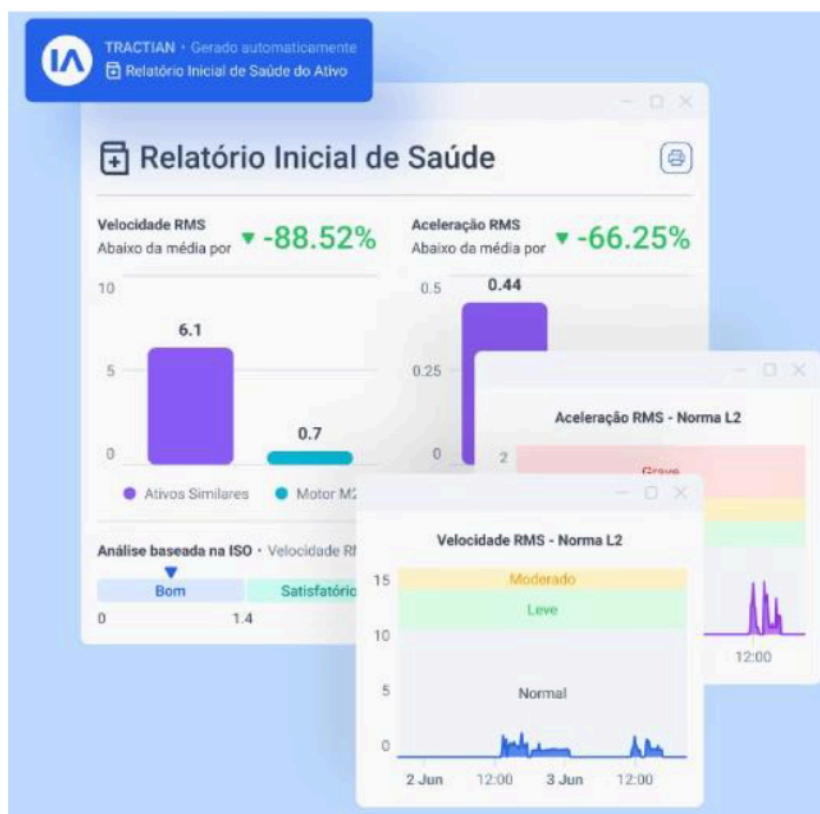 IA
TRACTIAN • Gerado automaticamente
Relatório Inicial de Saúde do Ativo
Relatório Inicial de Saúde
Velocidade RMS
Abaixo da média por
▼ -88.52%
10
6.1
5
0.7
0
Ativos Similares
Motor M2
Aceleração RMS
Abaixo da média por
▼ -66.25%
0.5
0.44
0.25
0
Análise baseada na ISO • Velocidade
Bom
Satisfatório
0
1.4
Aceleração RMS - Norma L2
2
Grave
12:00
Velocidade RMS - Norma L2
15
Moderado
Leve
10
5
Normal
0
2 Jun
12:00
3 Jun
12:00